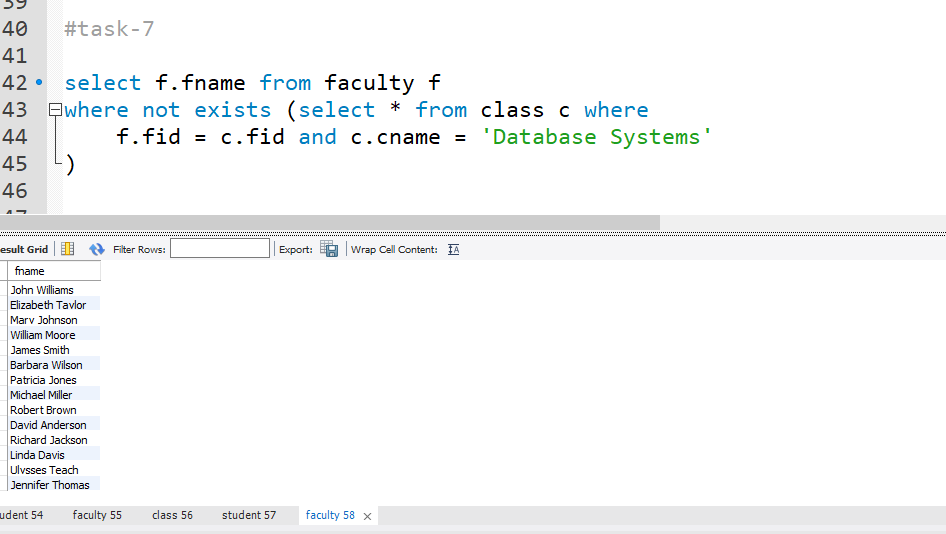 39
40 #task-7
41
42 select f.fname from faculty f
43 where not exists (select * from class c where
44 f.fid = c.fid and c.cname = 'Database Systems'
45 )
46
47
esult Grid Filter Rows: Export: Wrap Cell Content: IA
fname
John Williams
Elizabeth Taylor
Mary Johnson
William Moore
James Smith
Barbara Wilson
Patricia Jones
Michael Miller
Robert Brown
David Anderson
Richard Jackson
Linda Davis
Ulysses Teach
Jennifer Thomas
udent 54 faculty 55 class 56 student 57 faculty 58 ×